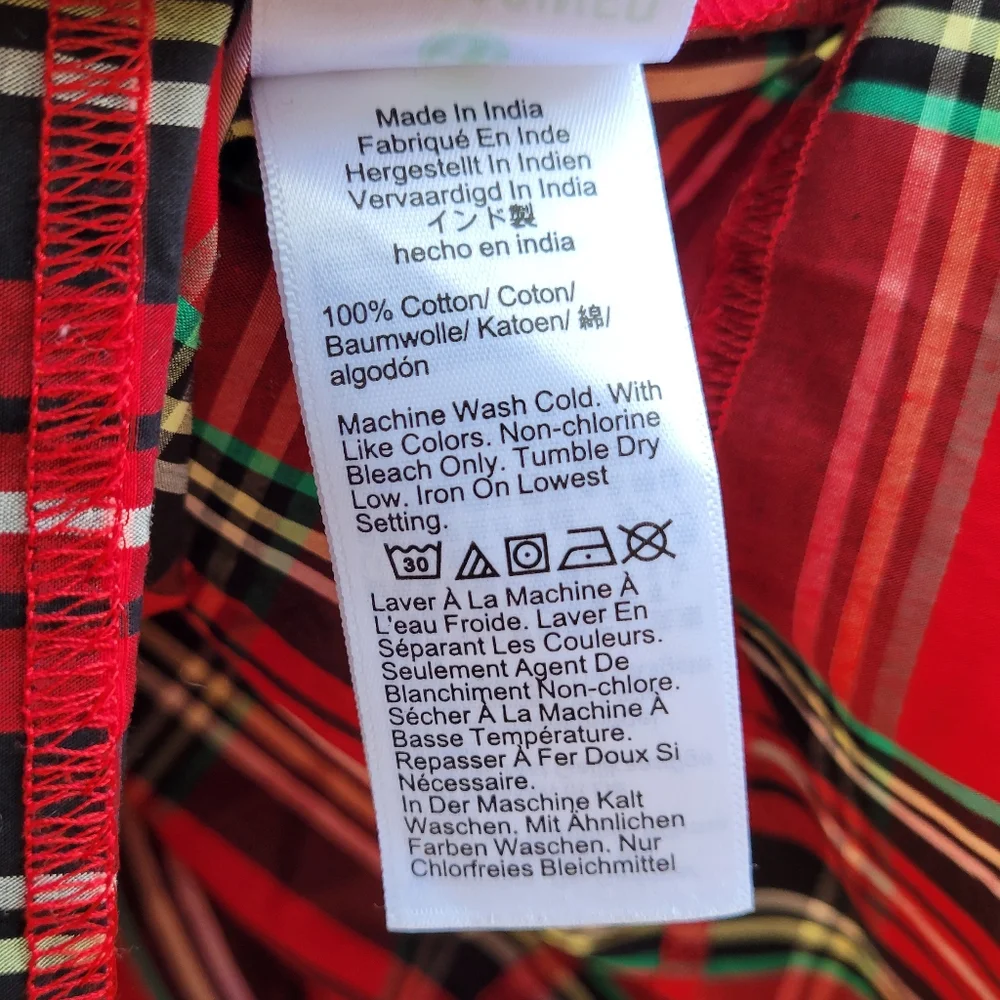 Made In India
Fabriqué En Inde
Hergestellt In Indien
Vervaardigd In India
インド製
hecho en india
100% Cotton/ Coton/
Baumwolle/ Katoen/ 綿/
algodón
Machine Wash Cold. With
Like Colors. Non-chlorine
Bleach Only. Tumble Dry
Low. Iron On Lowest
Setting.
30
Laver À La Machine À
L'eau Froide. Laver En
Séparant Les Couleurs.
Seulement Agent De
Blanchiment Non-chlore.
Sécher À La Machine À
Basse Température.
Repasser À Fer Doux Si
Nécessaire.
In Der Maschine Kalt
Waschen. Mit Ähnlichen
Farben Waschen. Nur
Chlorfreies Bleichmittel